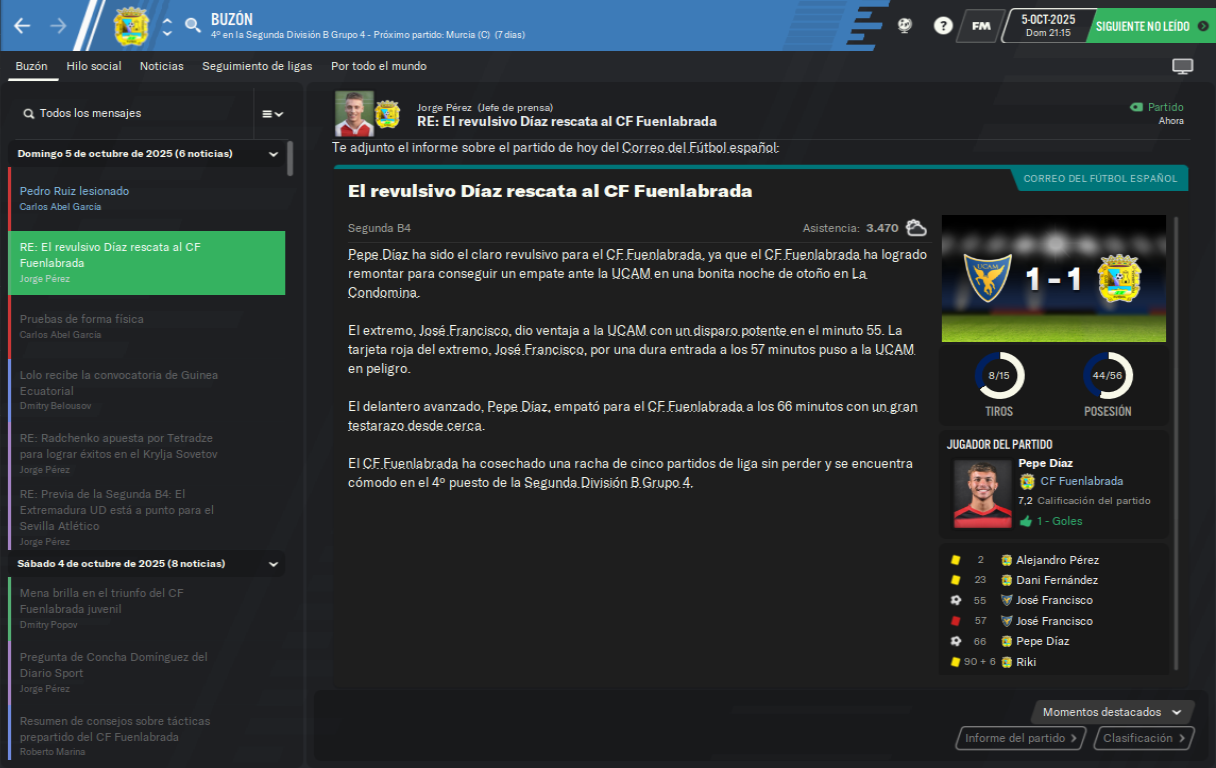 BUZÓN
4º en la Segunda División B Grupo 4 - Próximo partido: Murcia (C) (7 días)
?
FM
5-OCT-2025
Dom 21:15
SIGUIENTE NO LEÍDO
Buzón Hilo social Noticias Seguimiento de ligas Por todo el mundo
Todos los mensajes
Domingo 5 de octubre de 2025 (6 noticias)
Pedro Ruiz lesionado
Carlos Abel García
RE: El revulsivo Díaz rescata al CF
Fuenlabrada
Jorge Pérez
Pruebas de forma física
Carlos Abel García
Lolo recibe la convocatoria de Guinea
Ecuatorial
Dmitry Belousov
RE: Radchenko apuesta por Tetradze
para lograr éxitos en el Krylja Sovetov
Jorge Pérez
RE: Previa de la Segunda B4: El
Extremadura UD está a punto para el
Sevilla Atlético
Jorge Pérez
Sábado 4 de octubre de 2025 (8 noticias)
Mena brilla en el triunfo del CF
Fuenlabrada juvenil
Dmitry Popov
Pregunta de Concha Domínguez del
Diario Sport
Jorge Pérez
Resumen de consejos sobre tácticas
prepartido del CF Fuenlabrada
Roberto Marina
Jorge Pérez (Jefe de prensa)
RE: El revulsivo Díaz rescata al CF Fuenlabrada
Partido
Ahora
Te adjunto el informe sobre el partido de hoy del Correo del Fútbol español:
CORREO DEL FÚTBOL ESPAÑOL
El revulsivo Díaz rescata al CF Fuenlabrada
Segunda B4
Asistencia: 3.470
Pepe Díaz ha sido el claro revulsivo para el CF Fuenlabrada, ya que el CF Fuenlabrada ha logrado
remontar para conseguir un empate ante la UCAM en una bonita noche de otoño en La
Condomina.
El extremo, José Francisco, dio ventaja a la UCAM con un disparo potente en el minuto 55. La
tarjeta roja del extremo, José Francisco, por una dura entrada a los 57 minutos puso a la UCAM
en peligro.
El delantero avanzado, Pepe Díaz, empató para el CF Fuenlabrada a los 66 minutos con un gran
testarazo desde cerca.
El CF Fuenlabrada ha cosechado una racha de cinco partidos de liga sin perder y se encuentra
cómodo en el 4º puesto de la Segunda División B Grupo 4.
UCAM
1 - 1
8/15
44/56
TIROS
POSESIÓN
JUGADOR DEL PARTIDO
Pepe Díaz
CF Fuenlabrada
7,2 Calificación del partido
1 - Goles
2 Alejandro Pérez
23 Dani Fernández
55 José Francisco
57 José Francisco
66 Pepe Díaz
90 + 6 Riki
Momentos destacados
Informe del partido
Clasificación